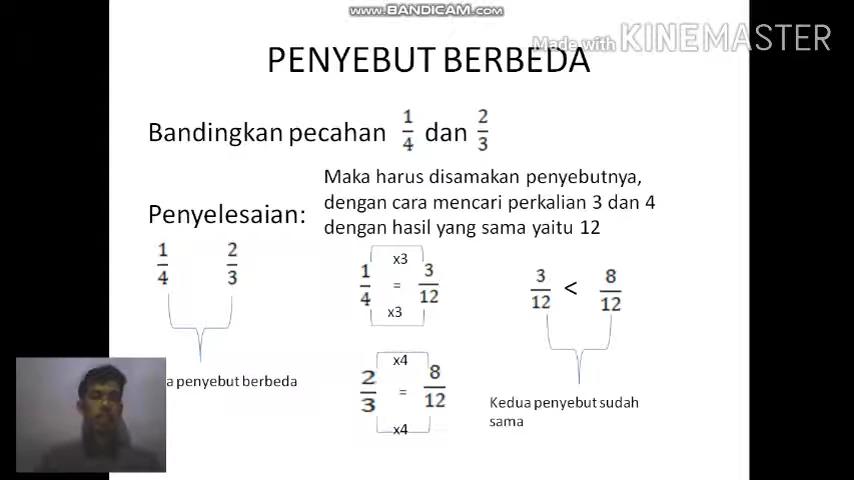 www.BANDICAM.com
Made with KINEMASTER
PENYEBUT BERBEDA
Bandingkan pecahan 1/4 dan 2/3
Maka harus disamakan penyebutnya,
dengan cara mencari perkalian 3 dan 4
dengan hasil yang sama yaitu 12
Penyelesaian:
1/4 2/3
penyebut berbeda
x3
1/4 = 3/12
x3
x4
2/3 = 8/12
x4
3/12 < 8/12
Kedua penyebut sudah
sama